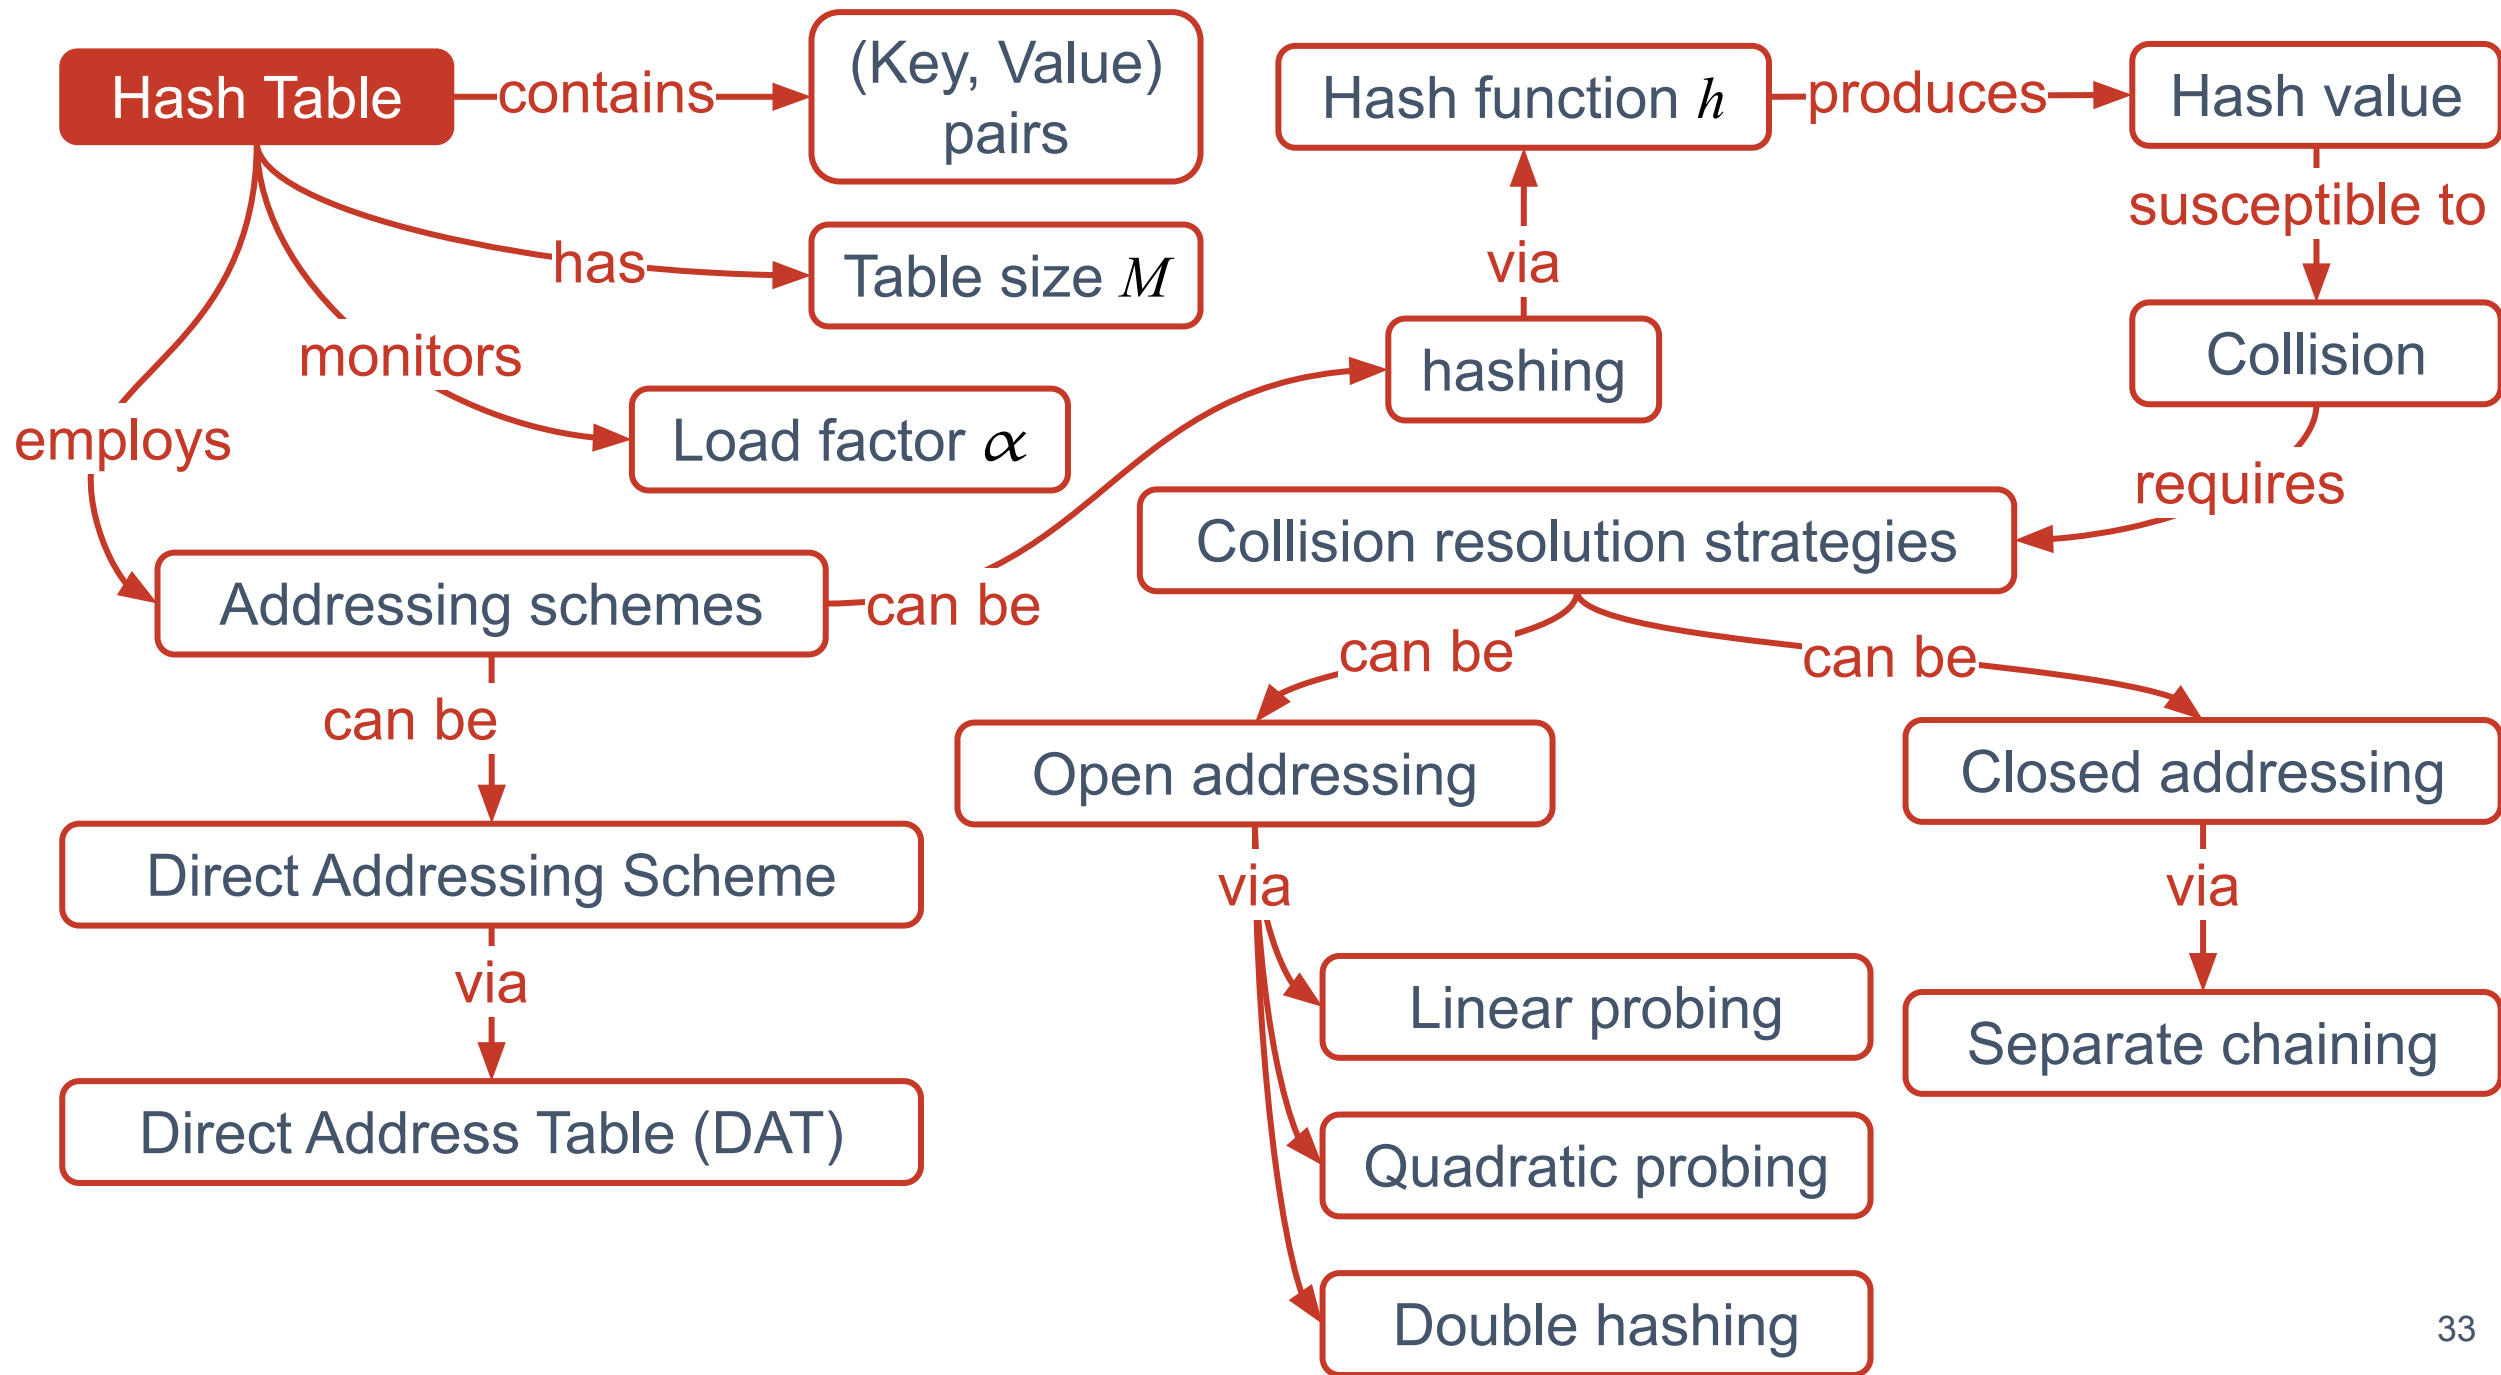 Hash Table
contains
(Key, Value)
pairs
Hash function h
produces
Hash value
susceptible to
has
Table size M
via
monitors
hashing
Collision
employs
Load factor α
requires
Collision resolution strategies
Addressing schemes
can be
can be
can be
can be
Open addressing
Closed addressing
Direct Addressing Scheme
via
via
via
Linear probing
Separate chaining
Direct Address Table (DAT)
Quadratic probing
Double hashing
33